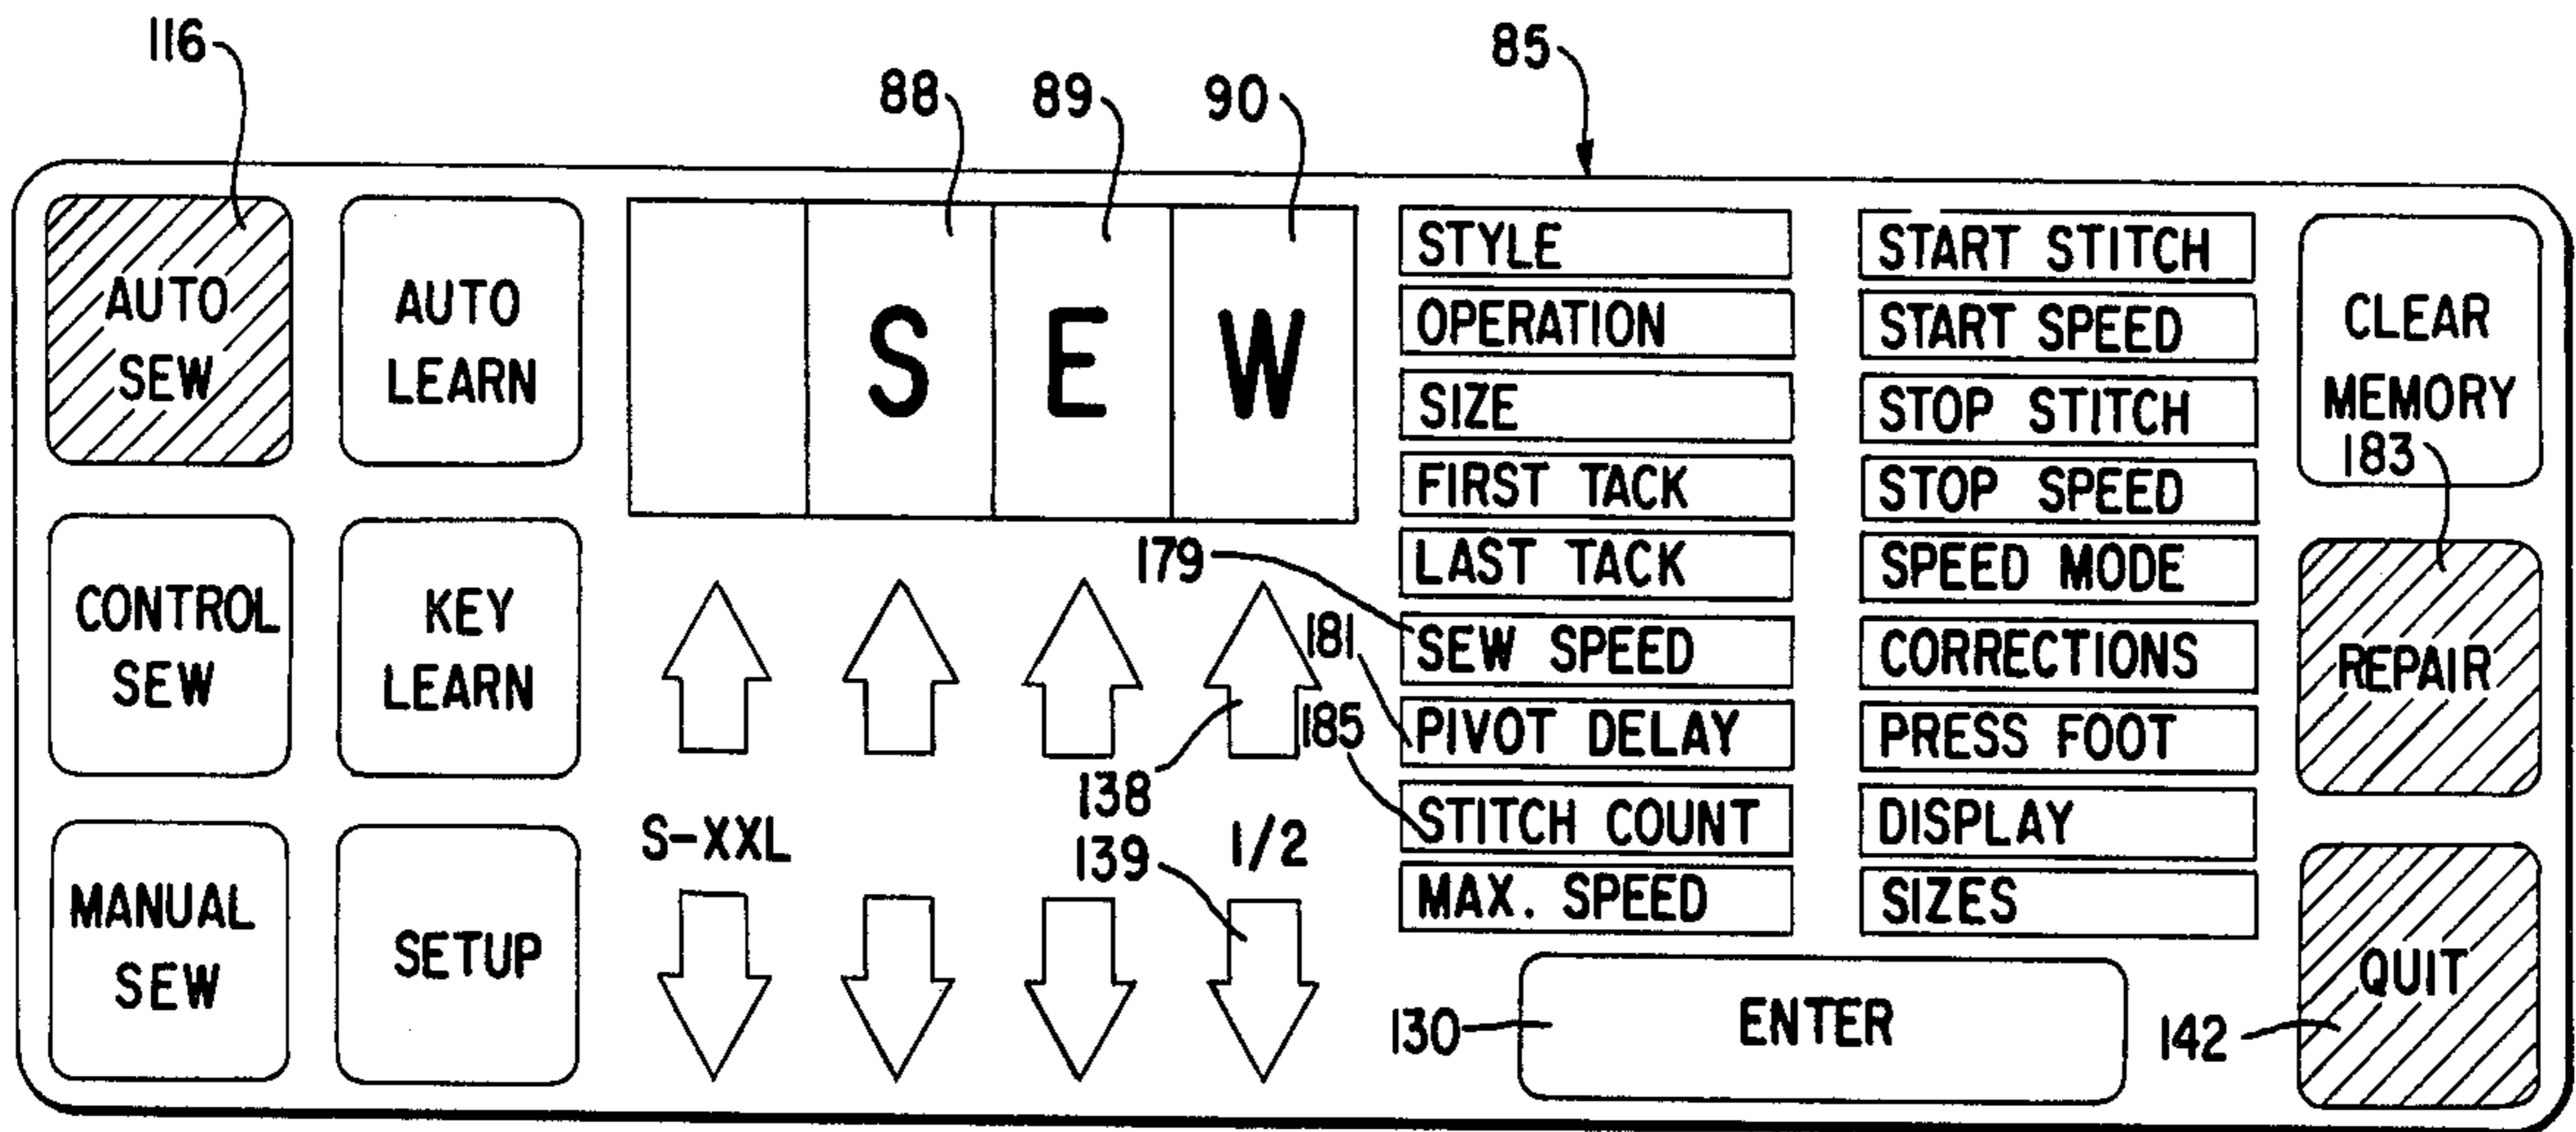 116
88
89
90
85
AUTO
SEW
AUTO
LEARN
S E W
STYLE
OPERATION
SIZE
FIRST TACK
LAST TACK
SEW SPEED
PIVOT DELAY
STITCH COUNT
MAX. SPEED
START STITCH
START SPEED
STOP STITCH
STOP SPEED
SPEED MODE
CORRECTIONS
PRESS FOOT
DISPLAY
SIZES
CLEAR
MEMORY
183
179
181
185
138
139
CONTROL
SEW
KEY
LEARN
REPAIR
S-XXL
1/2
MANUAL
SEW
SETUP
130
ENTER
142
QUIT